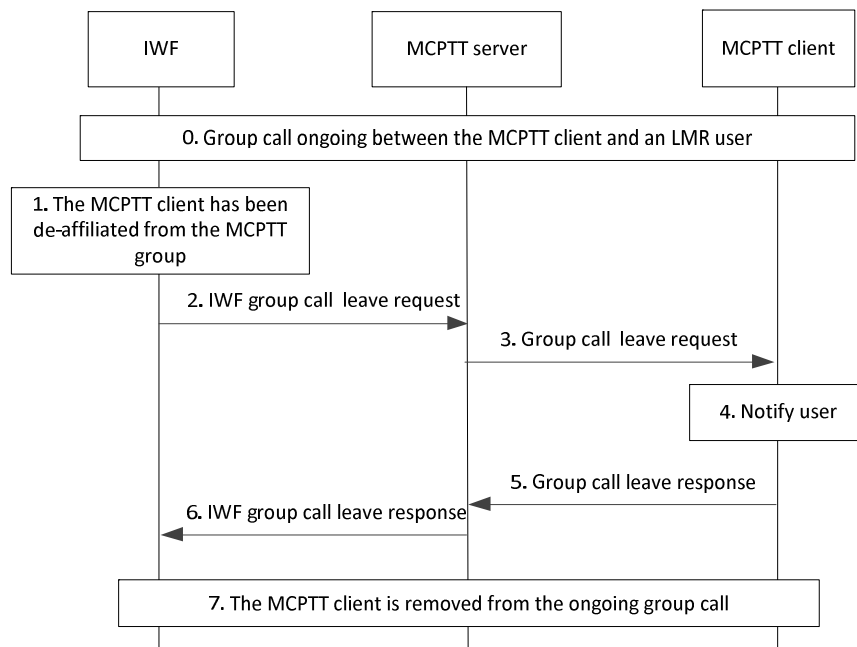 IWF
MCPTT server
MCPTT client
0. Group call ongoing between the MCPTT client and an LMR user
1. The MCPTT client has been
de-affiliated from the MCPTT
group
2. IWF group call leave request
3. Group call leave request
4. Notify user
5. Group call leave response
6. IWF group call leave response
7. The MCPTT client is removed from the ongoing group call